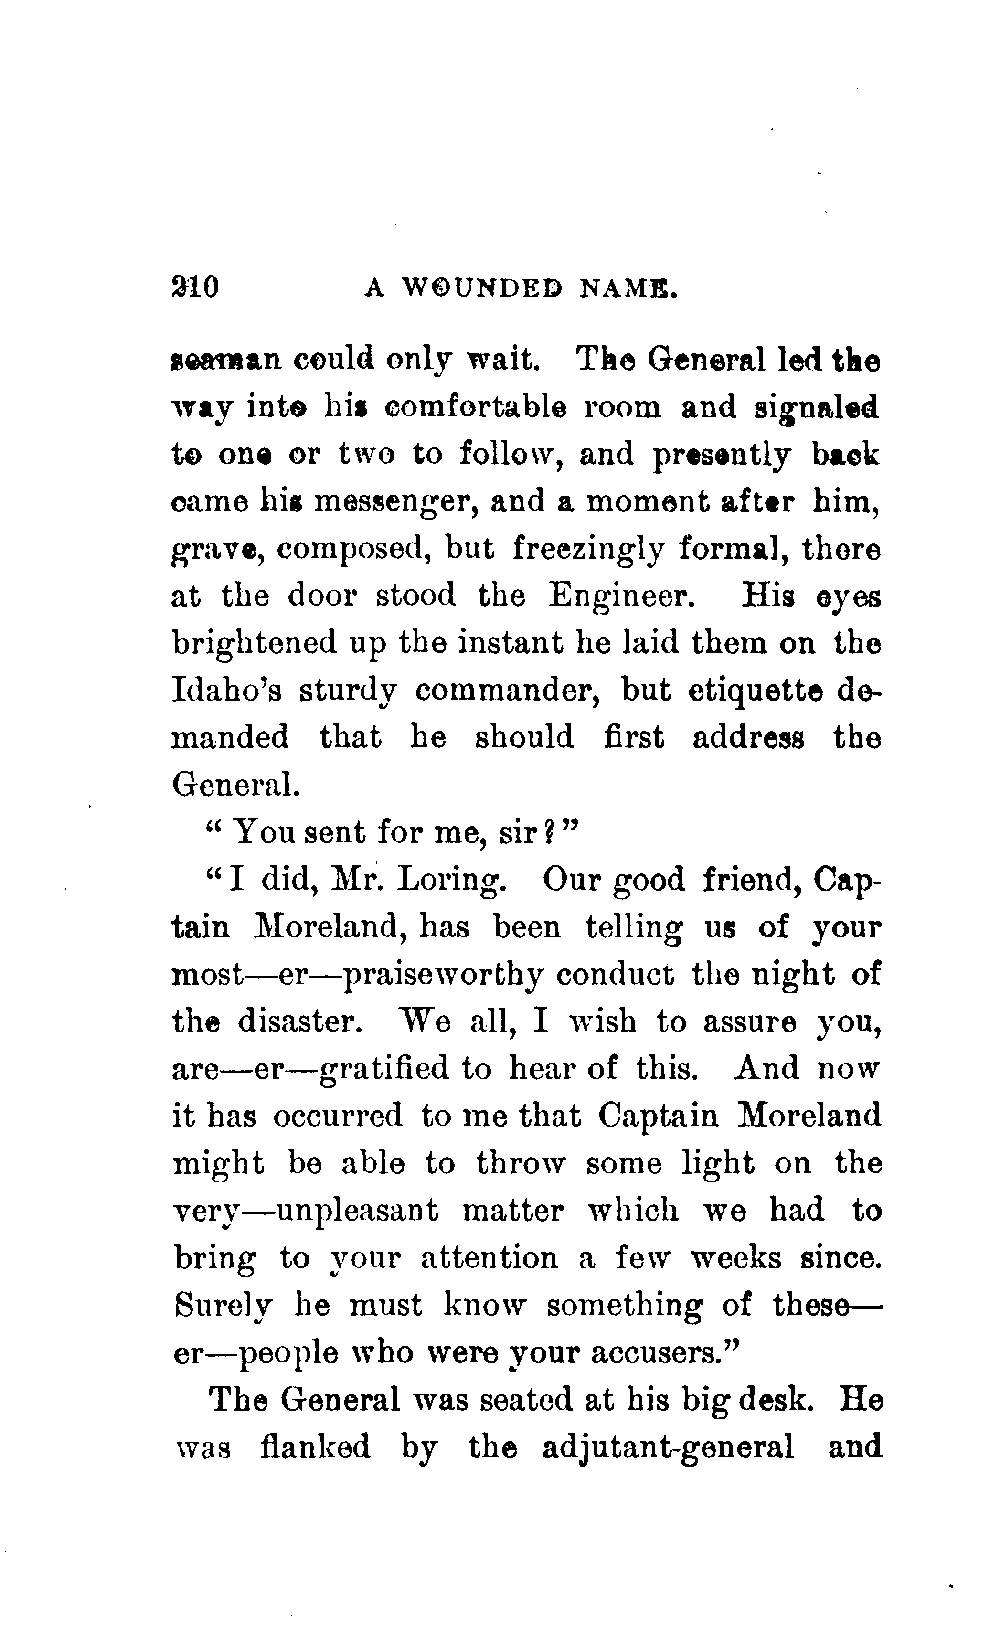 210 A WOUNDED NAME.
seaman could only wait. The General led the
way into his comfortable room and signaled
to one or two to follow, and presently back
came his messenger, and a moment after him,
grave, composed, but freezingly formal, there
at the door stood the Engineer. His eyes
brightened up the instant he laid them on the
Idaho's sturdy commander, but etiquette de-
manded that he should first address the
General.
"You sent for me, sir?"
"I did, Mr. Loring. Our good friend, Cap-
tain Moreland, has been telling us of your
most—er—praiseworthy conduct the night of
the disaster. We all, I wish to assure you,
are—er—gratified to hear of this. And now
it has occurred to me that Captain Moreland
might be able to throw some light on the
very—unpleasant matter which we had to
bring to your attention a few weeks since.
Surely he must know something of these—
er—people who were your accusers."
The General was seated at his big desk. He
was flanked by the adjutant-general and